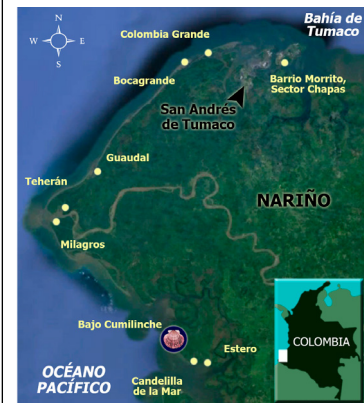 Bahía de
Tumaco
N
W
E
S
Colombia Grande
Bocagrande
Barrio Morrito,
Sector Chapas
San Andrés
de Tumaco
Guaudal
Teherán
NARIÑO
Milagros
Bajo Cumilinche
Estero
COLOMBIA
OCÉANO
PACÍFICO
Candelilla
de la Mar